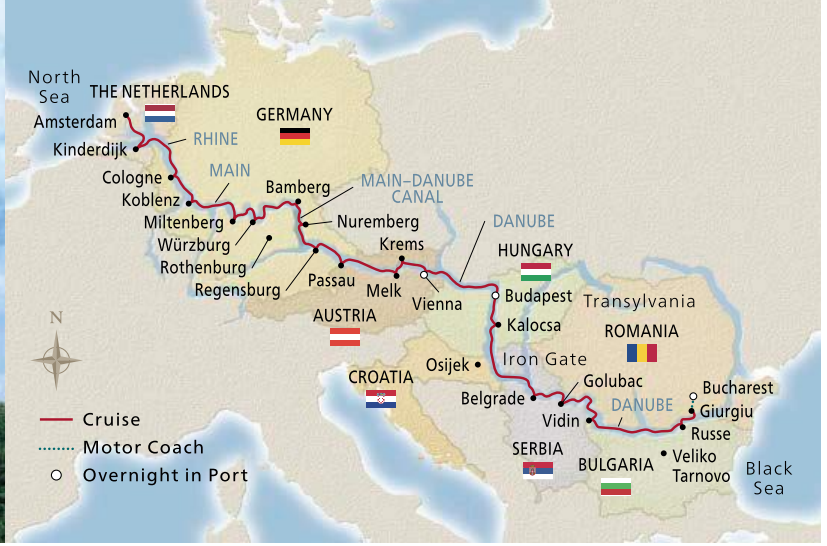 North
Sea
THE NETHERLANDS
Amsterdam
GERMANY
Kinderdijk
RHINE
Cologne
MAIN
Koblenz
Bamberg
MAIN–DANUBE
CANAL
Miltenberg
Nuremberg
DANUBE
Würzburg
Krems
HUNGARY
Rothenburg
Regensburg
Passau
Melk
Vienna
Budapest
Transylvania
AUSTRIA
Kalocsa
ROMANIA
Osijek
Iron Gate
N
CROATIA
Golubac
Bucharest
Belgrade
DANUBE
Giurgiu
Vidin
Russe
Cruise
Motor Coach
Overnight in Port
SERBIA
BULGARIA
Veliko
Tarnovo
Black
Sea